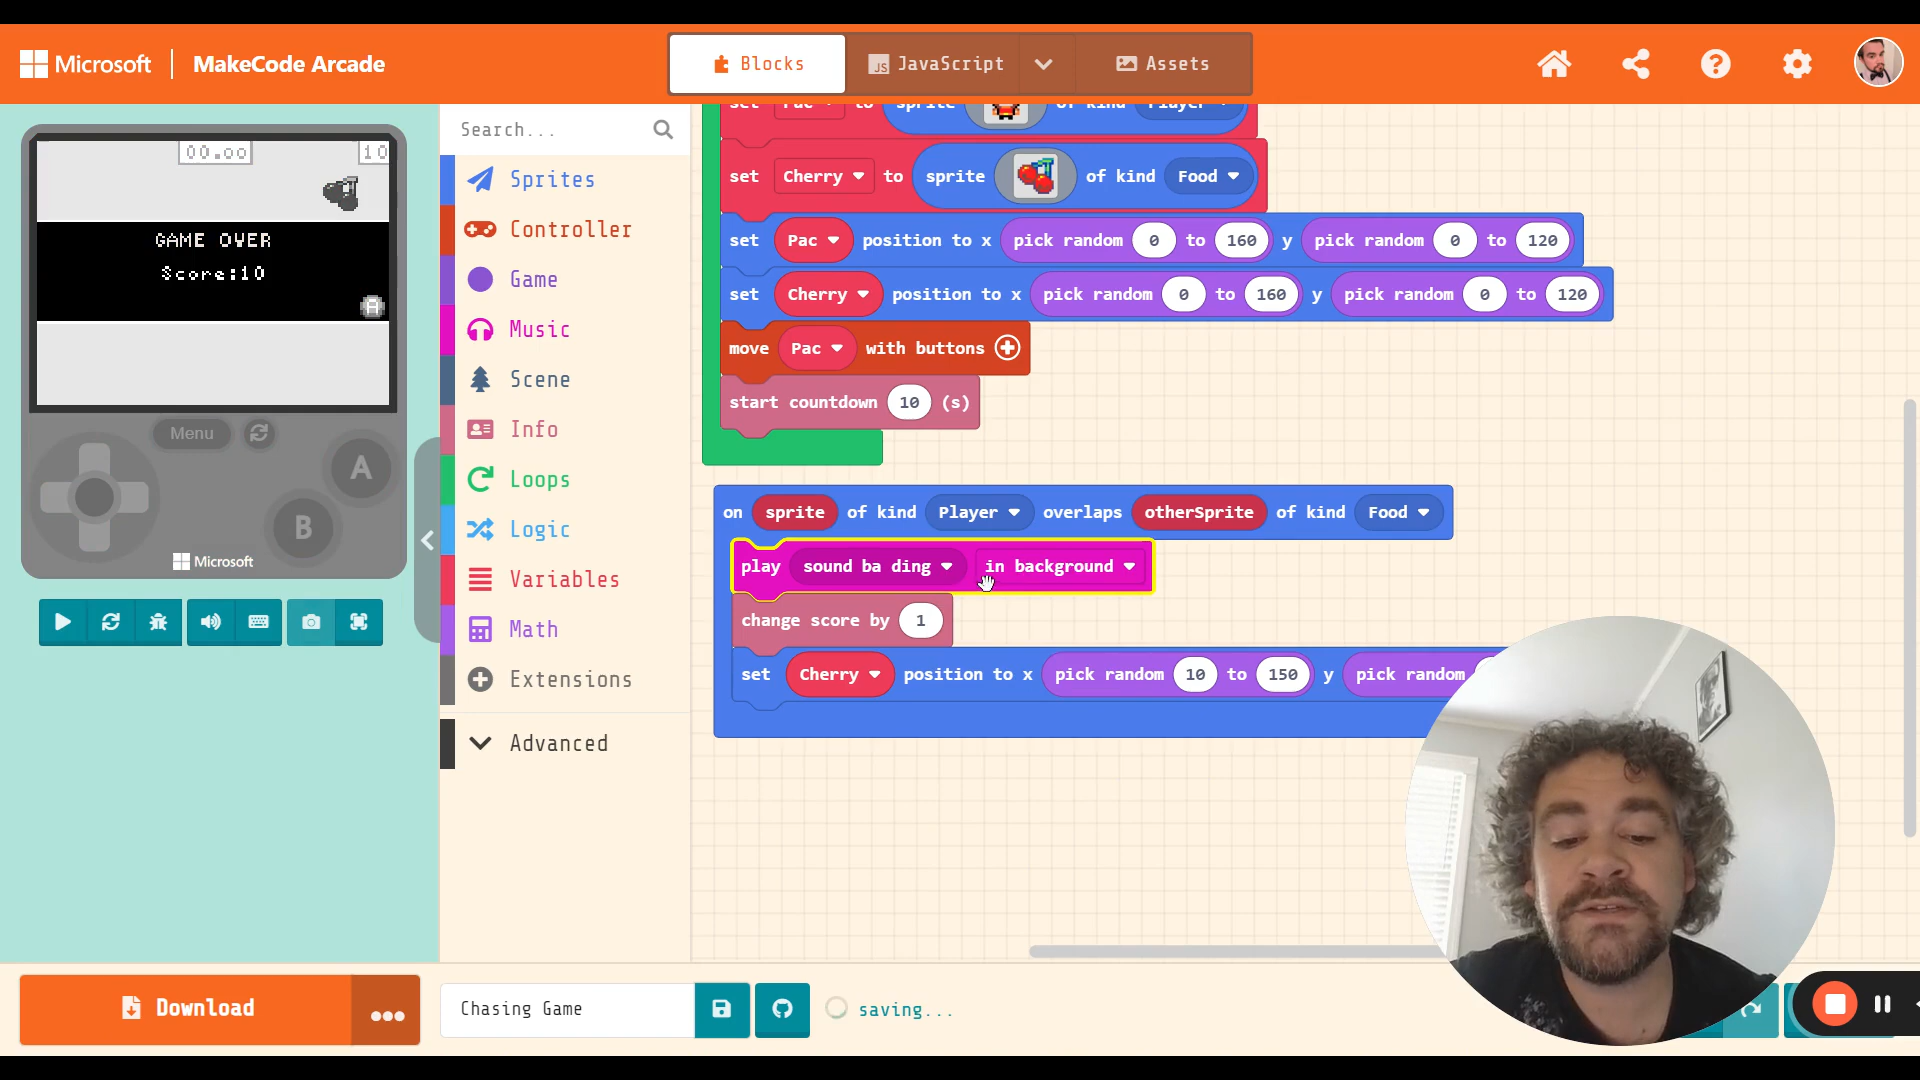 Microsoft | MakeCode Arcade
Blocks
JavaScript
Assets
00.00
10
GAME OVER
Score:10
A
Menu
A
B
Microsoft
Search...
Sprites
Controller
Game
Music
Scene
Info
Loops
Logic
Variables
Math
Extensions
Advanced
set Cherry to sprite of kind Food
set Pac position to x pick random 0 to 160 y pick random 0 to 120
set Cherry position to x pick random 0 to 160 y pick random 0 to 120
move Pac with buttons
start countdown 10 (s)
on sprite of kind Player overlaps otherSprite of kind Food
play sound ba ding in background
change score by 1
set Cherry position to x pick random 10 to 150 y pick random
Download
Chasing Game
saving...